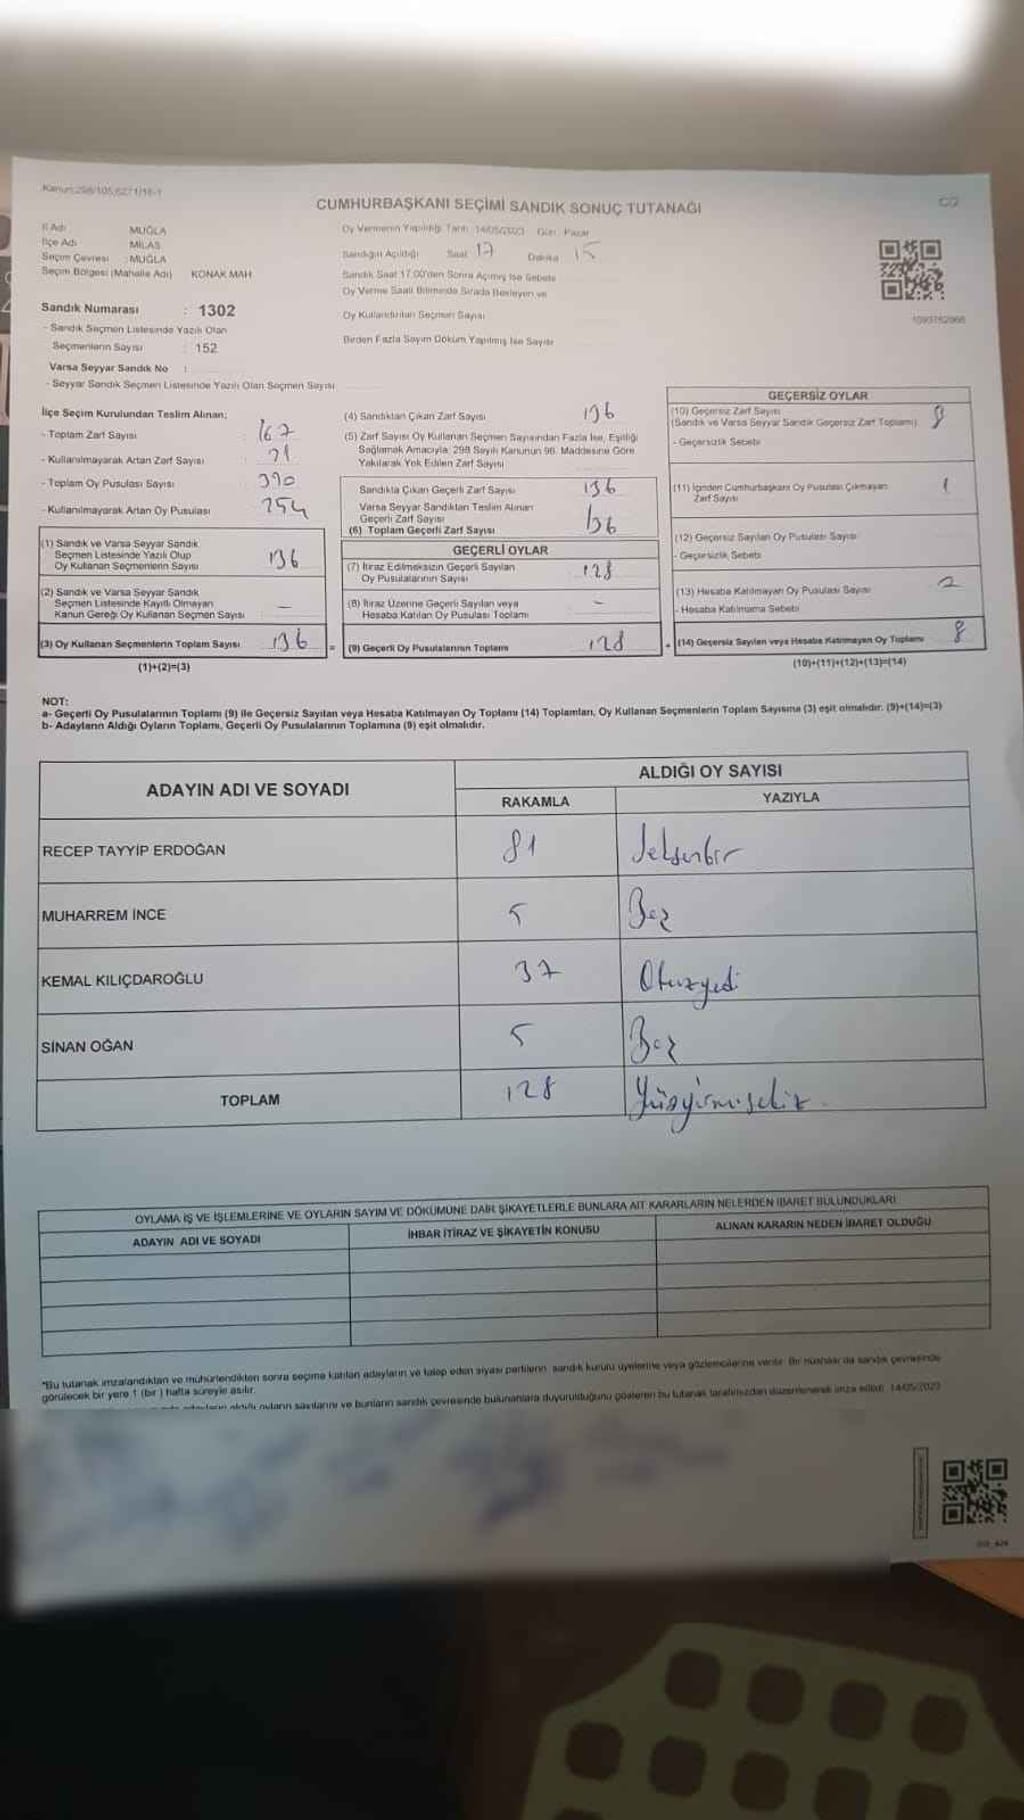 Kanun:298/105,6271/18-1
CUMHURBAŞKANI SEÇİMİ SANDIK SONUÇ TUTANAĞI
İl Adı MUĞLA
İlçe Adı MİLAS
Seçim Çevresi : MUĞLA
Seçim Bölgesi (Mahalle Adı) KONAK MAH
Sandık Numarası : 1302
- Sandık Seçmen Listesinde Yazılı Olan
Seçmenlerin Sayısı : 152
Varsa Seyyar Sandık No :
- Seyyar Sandık Seçmen Listesinde Yazılı Olan Seçmen Sayısı
Oy Vermenin Yapıldığı Tarih 14/05/2023 Gün: Pazar
Sandığın Açıldığı Saat 17 Dakika 15
Sandık Saat 17.00'den Sonra Açılmış İse Sebebi
Oy Verme Saati Bitiminde Sırada Bekleyen ve
Oy Kullandırılan Seçmen Sayısı
Birden Fazla Sayım Döküm Yapılmış İse Sayısı
İlçe Seçim Kurulundan Teslim Alınan;
- Toplam Zarf Sayısı : 167
- Kullanılmayarak Artan Zarf Sayısı : 31
- Toplam Oy Pusulası Sayısı : 390
- Kullanılmayarak Artan Oy Pusulası 254
(1) Sandık ve Varsa Seyyar Sandık
Seçmen Listesinde Yazılı Olup
Oy Kullanan Seçmenlerin Sayısı 136
(2) Sandık ve Varsa Seyyar Sandık
Seçmen Listesinde Kayıtlı Olmayan
Kanun Gereği Oy Kullanan Seçmen Sayısı —
(3) Oy Kullanan Seçmenlerin Toplam Sayısı 136 =
(1)+(2)=(3)
(4) Sandıktan Çıkan Zarf Sayısı 136
(5) Zarf Sayısı Oy Kullanan Seçmen Sayısından Fazla İse, Eşitliği
Sağlamak Amacıyla; 298 Sayılı Kanunun 98. Maddesine Göre
Yakılarak Yok Edilen Zarf Sayısı
Sandıkta Çıkan Geçerli Zarf Sayısı 136
Varsa Seyyar Sandıktan Teslim Alınan
Geçerli Zarf Sayısı
(6) Toplam Geçerli Zarf Sayısı 136
GEÇERLİ OYLAR
(7) İtiraz Edilmeksizin Geçerli Sayılan
Oy Pusulalarının Sayısı 128
(8) İtiraz Üzerine Geçerli Sayılan veya
Hesaba Katılan Oy Pusulası Toplamı —
(9) Geçerli Oy Pusulalarının Toplamı 128 +
GEÇERSİZ OYLAR
(10) Geçersiz Zarf Sayısı
(Sandık ve Varsa Seyyar Sandık Geçersiz Zarf Toplamı)
- Geçersizlik Sebebi
(11) İçinden Cumhurbaşkanı Oy Pusulası Çıkmayan
Zarf Sayısı 1
(12) Geçersiz Sayılan Oy Pusulası Sayısı
- Geçersizlik Sebebi
(13) Hesaba Katılmayan Oy Pusulası Sayısı 2
- Hesaba Katılmama Sebebi
(14) Geçersiz Sayılan veya Hesaba Katılmayan Oy Toplamı 8
(10)+(11)+(12)+(13)=(14)
NOT:
a- Geçerli Oy Pusulalarının Toplamı (9) ile Geçersiz Sayılan veya Hesaba Katılmayan Oy Toplamı (14) Toplamları, Oy Kullanan Seçmenlerin Toplam Sayısına (3) eşit olmalıdır. (9)+(14)=(3)
b- Adayların Aldığı Oyların Toplamı, Geçerli Oy Pusulalarının Toplamına (9) eşit olmalıdır.
ADAYIN ADI VE SOYADI ALDIĞI OY SAYISI
RAKAMLA YAZIYLA
RECEP TAYYİP ERDOĞAN 81 Seksenbir
MUHARREM İNCE 5 Beş
KEMAL KILIÇDAROĞLU 37 Otuzyedi
SİNAN OĞAN 5 Beş
TOPLAM 128 Yüzyirmisekiz
OYLAMA İŞ VE İŞLEMLERİNE VE OYLARIN SAYIM VE DÖKÜMÜNE DAİR ŞİKAYETLERLE BUNLARA AİT KARARLARIN NELERDEN İBARET BULUNDUKLARI
ADAYIN ADI VE SOYADI İHBAR İTİRAZ VE ŞİKAYETİN KONUSU ALINAN KARARIN NEDEN İBARET OLDUĞU
"Bu tutanak imzalandıktan ve mühürlendikten sonra seçime katılan adayların ve talep eden siyasi partilerin sandık kurulu üyelerine veya gözlemcilerine verilir. Bir nüshası da sandık çevresinde
görülecek bir yere 1 (bir) hafta süreyle asılır.
adayların aldığı oyların sayılarını ve bunların sandık çevresinde bulunanlara duyurulduğunu gösteren bu tutanak tarafımızdan düzenlenerek imza edildi. 14/05/2023